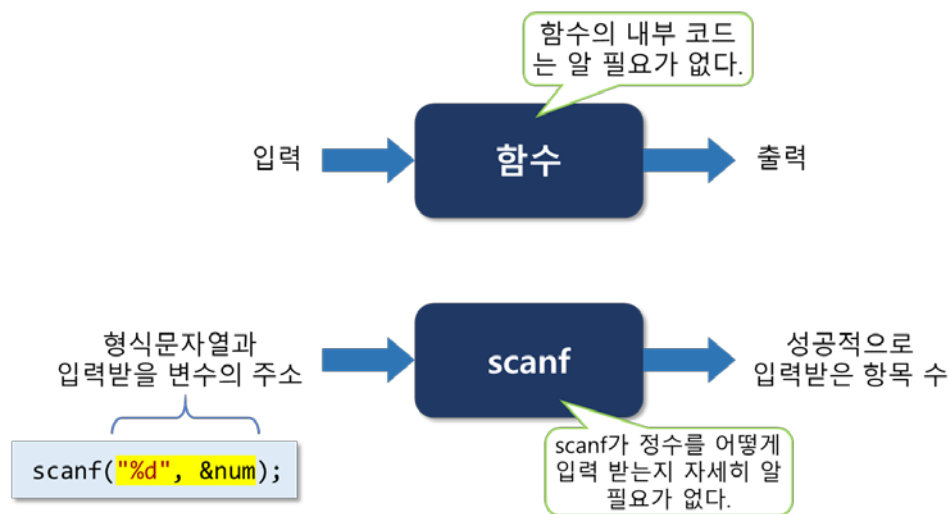 함수의 내부 코드
는 알 필요가 없다.
입력
함수
출력
형식문자열과
입력받을 변수의 주소
scanf
성공적으로
입력받은 항목 수
scanf("%d", &num);
scanf가 정수를 어떻게
입력 받는지 자세히 알
필요가 없다.